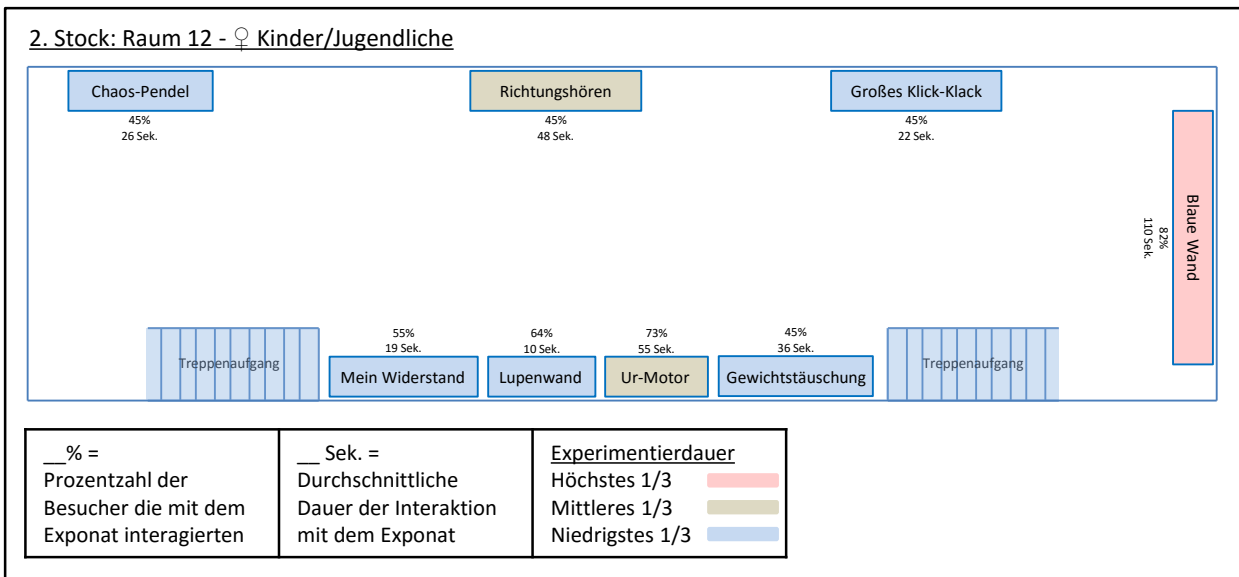 2. Stock: Raum 12 - ♀ Kinder/Jugendliche
Chaos-Pendel
45%
26 Sek.
Richtungshören
45%
48 Sek.
Großes Klick-Klack
45%
22 Sek.
Blaue Wand
82%
110 Sek.
Treppenaufgang
55%
19 Sek.
Mein Widerstand
64%
10 Sek.
Lupenwand
73%
55 Sek.
Ur-Motor
45%
36 Sek.
Gewichtstäuschung
Treppenaufgang
__% =
Prozentzahl der
Besucher die mit dem
Exponat interagierten
__ Sek. =
Durchschnittliche
Dauer der Interaktion
mit dem Exponat
Experimentierdauer
Höchstes 1/3
Mittleres 1/3
Niedrigstes 1/3